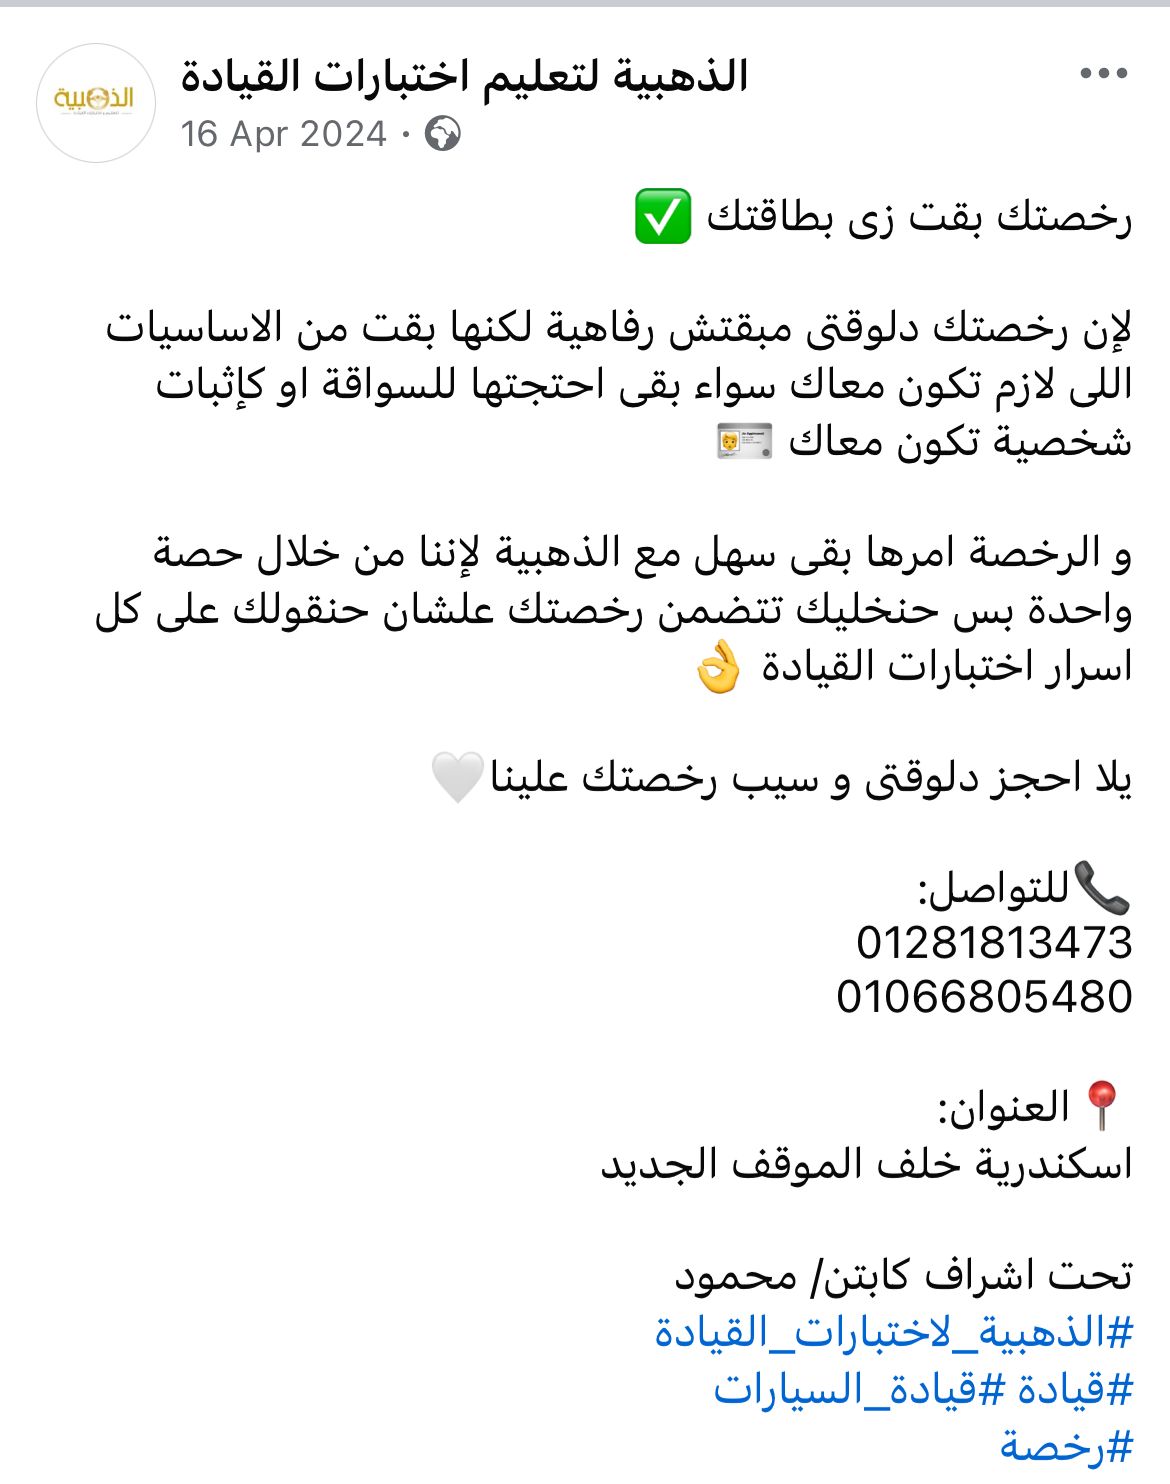 الذهبية لتعليم اختبارات القيادة
16 Apr 2024 ·
الذهبية
رخصتك بقت زى بطاقتك ✅
لإن رخصتك دلوقتى مبقتش رفاهية لكنها بقت من الاساسيات
اللى لازم تكون معاك سواء بقى احتجتها للسواقة او كإثبات
شخصية تكون معاك 🪪
و الرخصة امرها بقى سهل مع الذهبية لإننا من خلال حصة
واحدة بس حنخليك تتضمن رخصتك علشان حنقولك على كل
اسرار اختبارات القيادة 👌
يلا احجز دلوقتى و سيب رخصتك علينا🤍
📞للتواصل:
01281813473
01066805480
📍العنوان:
اسكندرية خلف الموقف الجديد
تحت اشراف كابتن/ محمود
#الذهبية_لاختبارات_القيادة
#قيادة #قيادة_السيارات
#رخصة